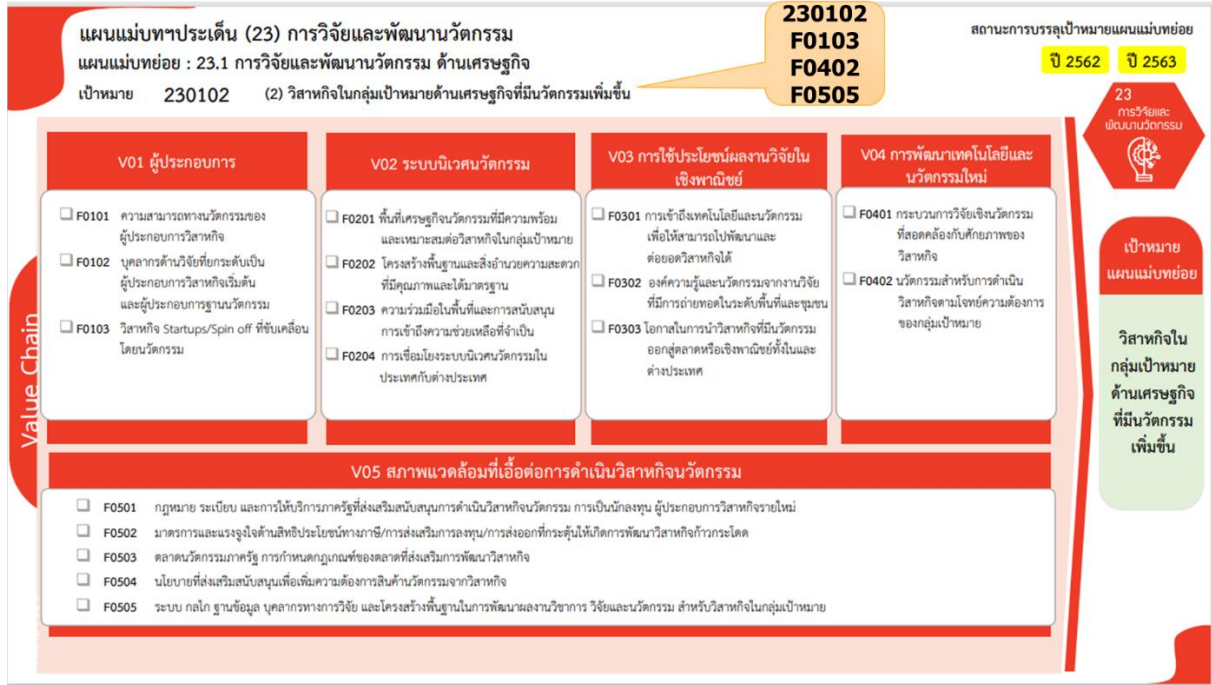 แผนแม่บทฯประเด็น (23) การวิจัยและพัฒนานวัตกรรม
แผนแม่บทย่อย : 23.1 การวิจัยและพัฒนานวัตกรรม ด้านเศรษฐกิจ
เป้าหมาย 230102 (2) วิสาหกิจในกลุ่มเป้าหมายด้านเศรษฐกิจที่มีนวัตกรรมเพิ่มขึ้น
230102
F0103
F0402
F0505
สถานะการบรรลุเป้าหมายแผนแม่บทย่อย
ปี 2562 ปี 2563
23
การวิจัยและ
พัฒนานวัตกรรม
Value Chain
V01 ผู้ประกอบการ
F0101 ความสามารถทางนวัตกรรมของ
ผู้ประกอบการวิสาหกิจ
F0102 บุคลากรด้านวิจัยที่ยกระดับเป็น
ผู้ประกอบการวิสาหกิจเริ่มต้น
และผู้ประกอบการฐานนวัตกรรม
F0103 วิสาหกิจ Startups/Spin off ที่ขับเคลื่อน
โดยนวัตกรรม
V02 ระบบนิเวศนวัตกรรม
F0201 พื้นที่เศรษฐกิจนวัตกรรมที่มีความพร้อม
และเหมาะสมต่อวิสาหกิจในกลุ่มเป้าหมาย
F0202 โครงสร้างพื้นฐานและสิ่งอำนวยความสะดวก
ที่มีคุณภาพและได้มาตรฐาน
F0203 ความร่วมมือในพื้นที่และการสนับสนุน
การเข้าถึงความช่วยเหลือที่จำเป็น
F0204 การเชื่อมโยงระบบนิเวศนวัตกรรมใน
ประเทศกับต่างประเทศ
V03 การใช้ประโยชน์ผลงานวิจัยใน
เชิงพาณิชย์
F0301 การเข้าถึงเทคโนโลยีและนวัตกรรม
เพื่อให้สามารถไปพัฒนาและ
ต่อยอดวิสาหกิจได้
F0302 องค์ความรู้และนวัตกรรมจากงานวิจัย
ที่มีการถ่ายทอดในระดับพื้นที่และชุมชน
F0303 โอกาสในการนำวิสาหกิจที่มีนวัตกรรม
ออกสู่ตลาดหรือเชิงพาณิชย์ทั้งในและ
ต่างประเทศ
V04 การพัฒนาเทคโนโลยีและ
นวัตกรรมใหม่
F0401 กระบวนการวิจัยเชิงนวัตกรรม
ที่สอดคล้องกับศักยภาพของ
วิสาหกิจ
F0402 นวัตกรรมสำหรับการดำเนิน
วิสาหกิจตามโจทย์ความต้องการ
ของกลุ่มเป้าหมาย
เป้าหมาย
แผนแม่บทย่อย
วิสาหกิจใน
กลุ่มเป้าหมาย
ด้านเศรษฐกิจ
ที่มีนวัตกรรม
เพิ่มขึ้น
V05 สภาพแวดล้อมที่เอื้อต่อการดำเนินวิสาหกิจนวัตกรรม
F0501 กฎหมาย ระเบียบ และการให้บริการภาครัฐที่ส่งเสริมสนับสนุนการดำเนินวิสาหกิจนวัตกรรม การเป็นนักลงทุน ผู้ประกอบการวิสาหกิจรายใหม่
F0502 มาตรการและแรงจูงใจด้านสิทธิประโยชน์ทางภาษี/การส่งเสริมการลงทุน/การส่งออกที่กระตุ้นให้เกิดการพัฒนาวิสาหกิจก้าวกระโดด
F0503 ตลาดนวัตกรรมภาครัฐ การกำหนดกฎเกณฑ์ของตลาดที่ส่งเสริมการพัฒนาวิสาหกิจ
F0504 นโยบายที่ส่งเสริมสนับสนุนเพื่อเพิ่มความต้องการสินค้านวัตกรรมจากวิสาหกิจ
F0505 ระบบ กลไก ฐานข้อมูล บุคลากรทางการวิจัย และโครงสร้างพื้นฐานในการพัฒนาผลงานวิชาการ วิจัยและนวัตกรรม สำหรับวิสาหกิจในกลุ่มเป้าหมาย